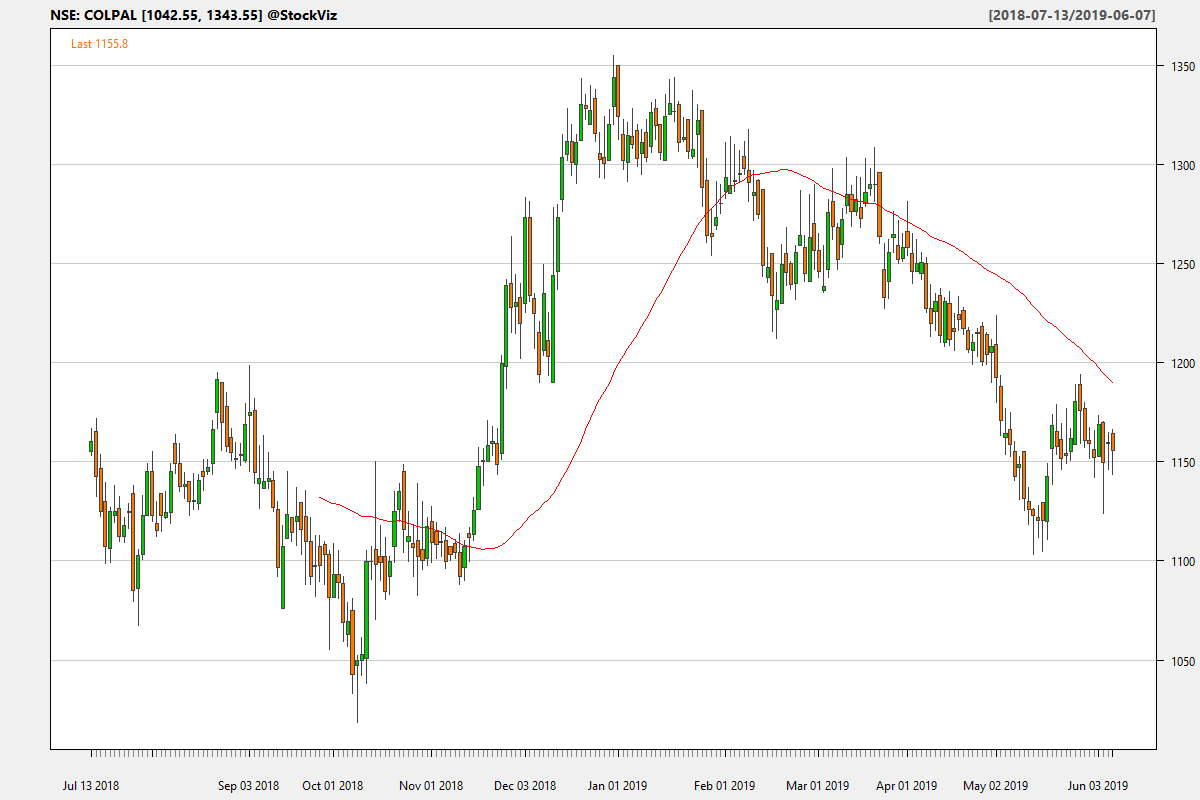 NSE: COLPAL [1042.55, 1343.55] @StockViz
[2018-07-13/2019-06-07]
Last 1155.8
1350
1300
1250
1200
1150
1100
1050
Jul 13 2018
Sep 03 2018
Oct 01 2018
Nov 01 2018
Dec 03 2018
Jan 01 2019
Feb 01 2019
Mar 01 2019
Apr 01 2019
May 02 2019
Jun 03 2019